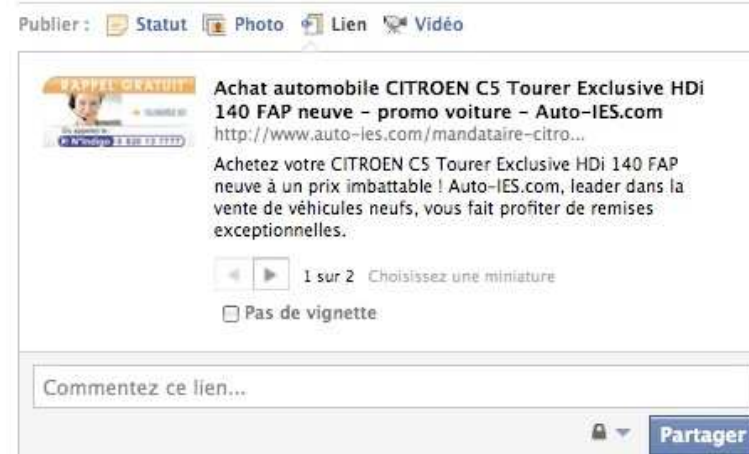 Publier : Statut Photo Lien Vidéo
RAPPEL GRATUIT
N°Indigo
Achat automobile CITROEN C5 Tourer Exclusive HDi
140 FAP neuve - promo voiture - Auto-IES.com
http://www.auto-ies.com/mandataire-citro...
Achetez votre CITROEN C5 Tourer Exclusive HDi 140 FAP
neuve à un prix imbattable ! Auto-IES.com, leader dans la
vente de véhicules neufs, vous fait profiter de remises
exceptionnelles.
1 sur 2 Choisissez une miniature
Pas de vignette
Commentez ce lien...
Partager